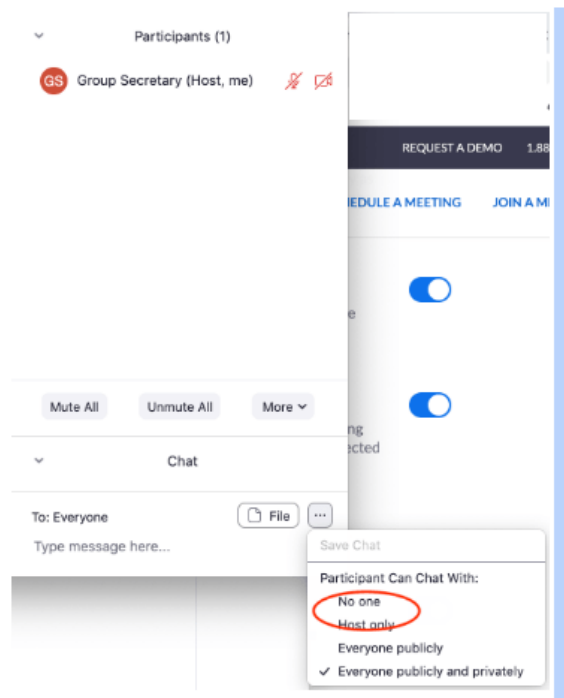 Participants (1)
GS Group Secretary (Host, me)
REQUEST A DEMO 1.88
EDULE A MEETING JOIN A M
e
Mute All Unmute All More
ng
ected
Chat
To: Everyone File ...
Type message here...
Save Chat
Participant Can Chat With:
No one
Host only
Everyone publicly
✓ Everyone publicly and privately